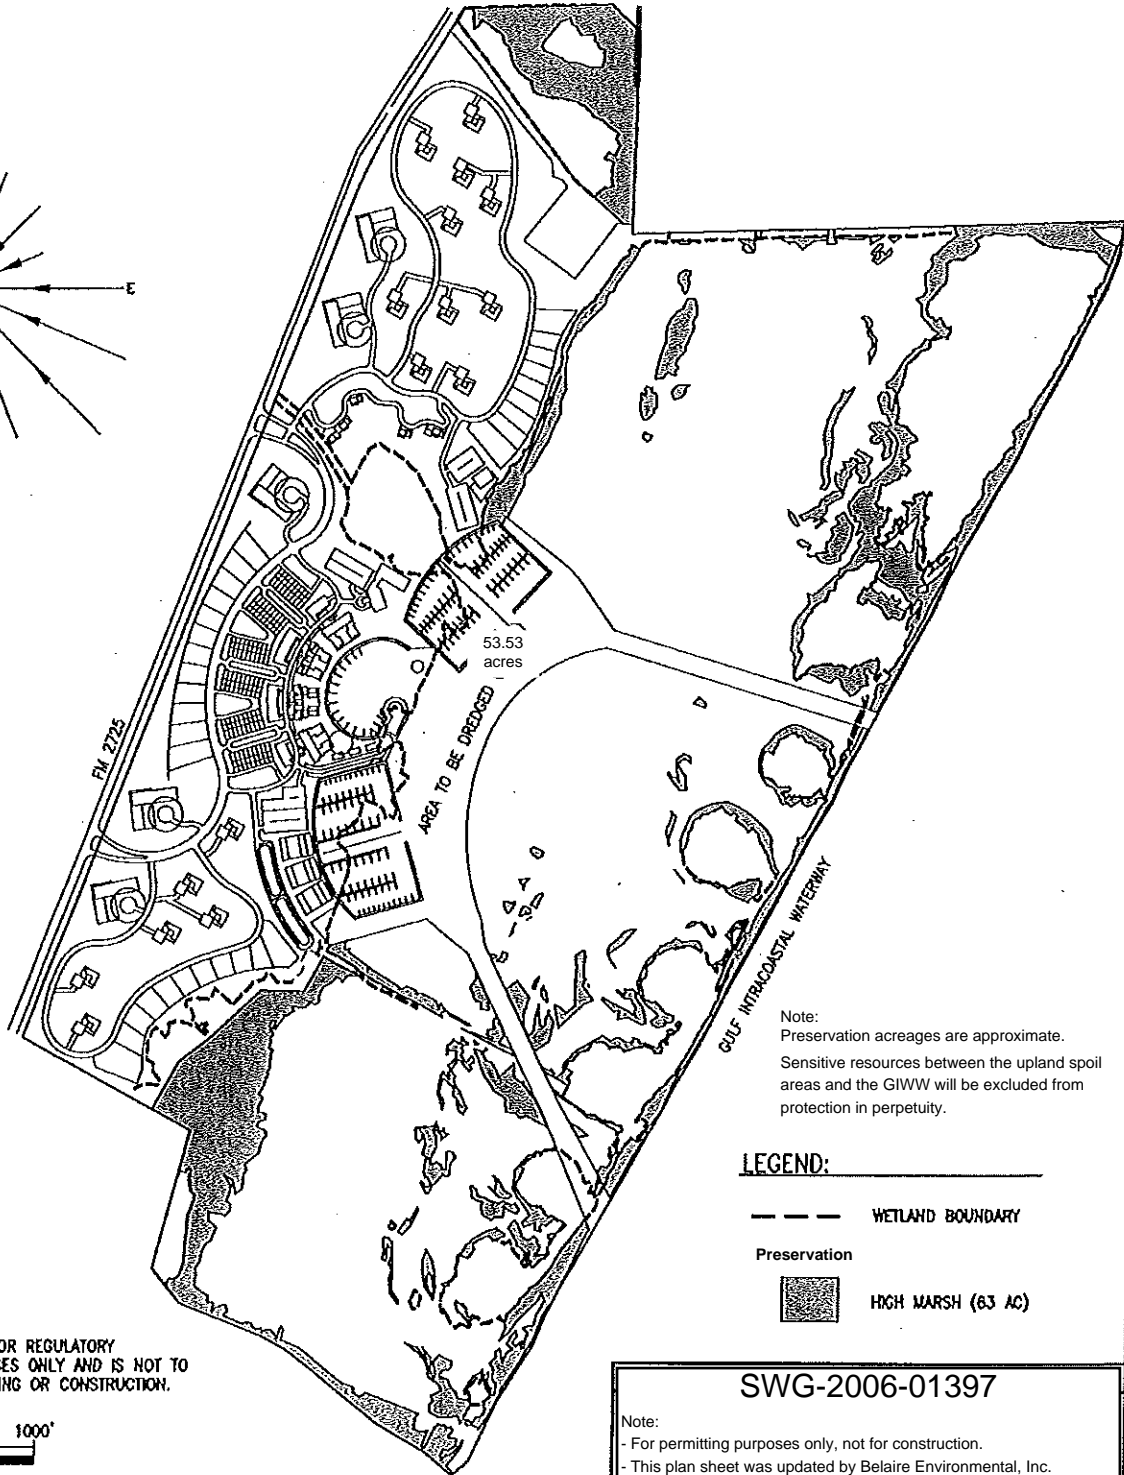 E
FM 2725
53.53
acres
AREA TO BE DREDGED
GULF INTRACOASTAL WATERWAY
Note:
Preservation acreages are approximate.
Sensitive resources between the upland spoil
areas and the GIWW will be excluded from
protection in perpetuity.
LEGEND:
WETLAND BOUNDARY
Preservation
HIGH MARSH (63 AC)
OR REGULATORY
ES ONLY AND IS NOT TO
ING OR CONSTRUCTION.
1000'
SWG-2006-01397
Note:
- For permitting purposes only, not for construction.
- This plan sheet was updated by Belaire Environmental, Inc.